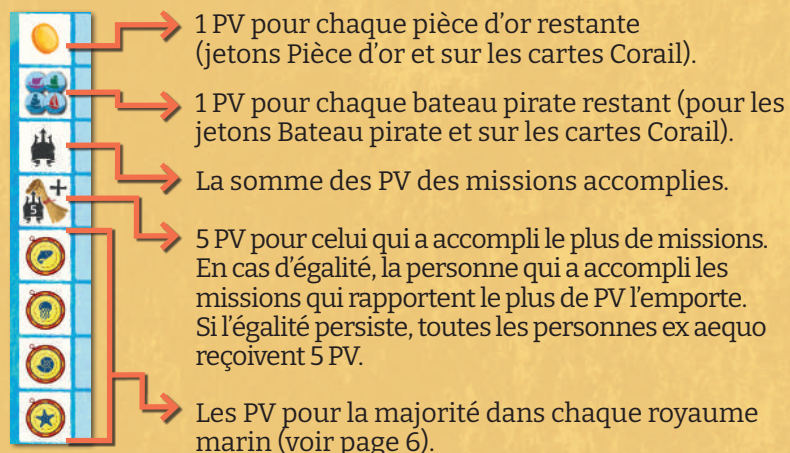 1 PV pour chaque pièce d'or restante
(jetons Pièce d'or et sur les cartes Corail).
1 PV pour chaque bateau pirate restant (pour les
jetons Bateau pirate et sur les cartes Corail).
La somme des PV des missions accomplies.
+
5
5 PV pour celui qui a accompli le plus de missions.
En cas d'égalité, la personne qui a accompli les
missions qui rapportent le plus de PV l'emporte.
Si l'égalité persiste, toutes les personnes ex aequo
reçoivent 5 PV.
Les PV pour la majorité dans chaque royaume
marin (voir page 6).